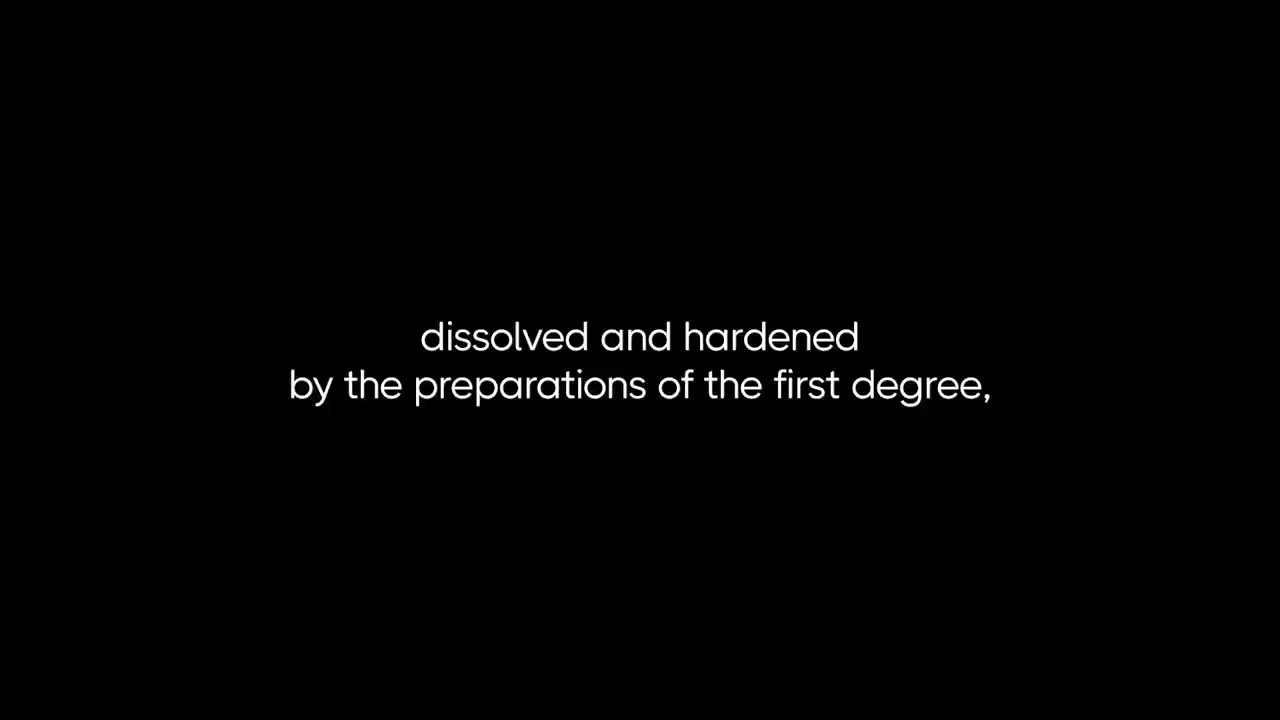 dissolved and hardened
by the preparations of the first degree,